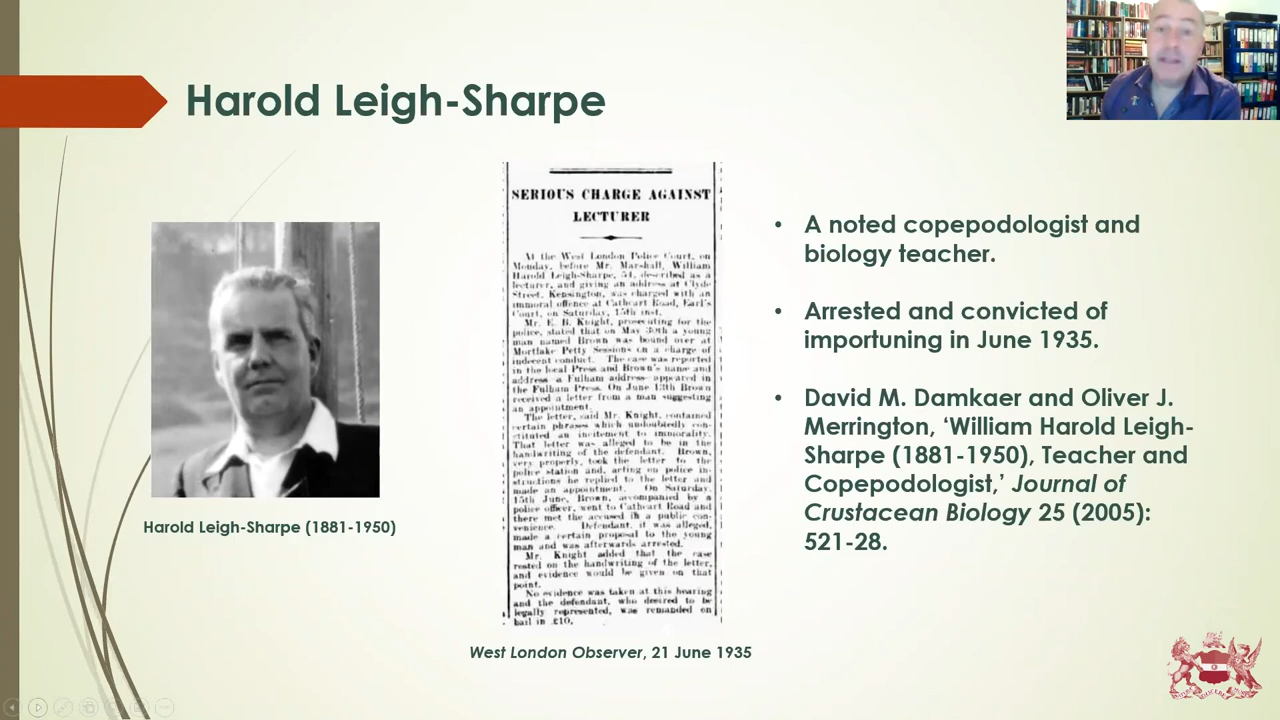 Harold Leigh-Sharpe
Harold Leigh-Sharpe (1881-1950)
SERIOUS CHARGE AGAINST
LECTURER
At the West London Police Court, on
Monday, before Mr. Marshall, William
Harold Leigh-Sharpe, 54, described as a
lecturer, and giving an address at Clyde
Street, Kensington, was charged with an
immoral offence at Cathcart Road, Earl's
Court, on Saturday, 15th inst.
Mr. E. B. Knight, prosecuting for the
police, stated that on May 30th a young
man named Brown was bound over at
Mortlake Petty Sessions on a charge of
indecent conduct. The case was reported
in the local Press and Brown's name and
address—a Fulham address—appeared in
the Fulham Press. On June 13th Brown
received a letter from a man suggesting
an appointment.
The letter, said Mr. Knight, contained
certain phrases which undoubtedly con-
stituted an incitement to immorality.
That letter was alleged to be in the
handwriting of the defendant. Brown,
very properly, took the letter to the
police station and, acting on police in-
structions he replied to the letter and
made an appointment. On Saturday,
15th June, Brown, accompanied by a
police officer, went to Cathcart Road and
there met the accused in a public con-
venience. Defendant, it was alleged,
made a certain proposal to the young
man and was afterwards arrested.
Mr. Knight added that the case
rested on the handwriting of the letter,
and evidence would be given on that
point.
No evidence was taken at this hearing
and the defendant, who desired to be
legally represented, was remanded on
bail in £10.
West London Observer, 21 June 1935
• A noted copepodologist and
biology teacher.
• Arrested and convicted of
importuning in June 1935.
• David M. Damkaer and Oliver J.
Merrington, ‘William Harold Leigh-
Sharpe (1881-1950), Teacher and
Copepodologist,’ Journal of
Crustacean Biology 25 (2005):
521-28.